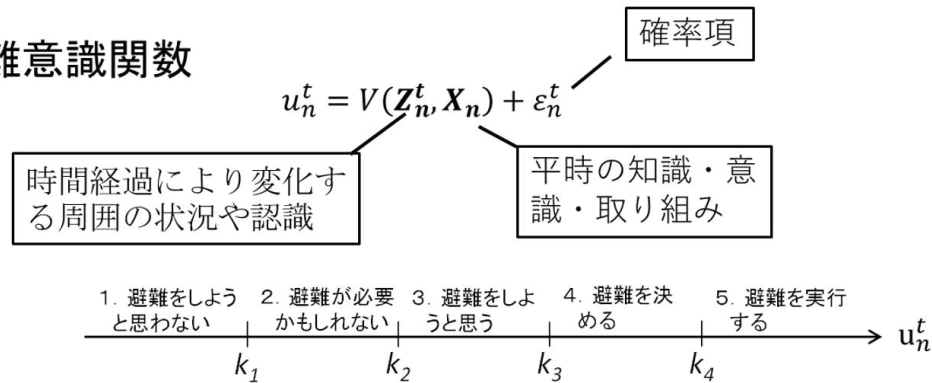 確率項
難意識関数
u_n^t = V(Z_n^t, X_n) + ε_n^t
時間経過により変化す
る周囲の状況や認識
平時の知識・意
識・取り組み
1. 避難をしよう
と思わない
2. 避難が必要
かもしれない
3. 避難をしよ
うと思う
4. 避難を決
める
5. 避難を実行
する
u_n^t
k_1
k_2
k_3
k_4